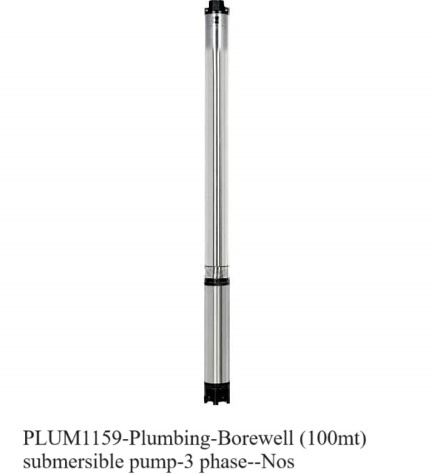 PLUM1159-Plumbing-Borewell (100mt)
submersible pump-3 phase--Nos